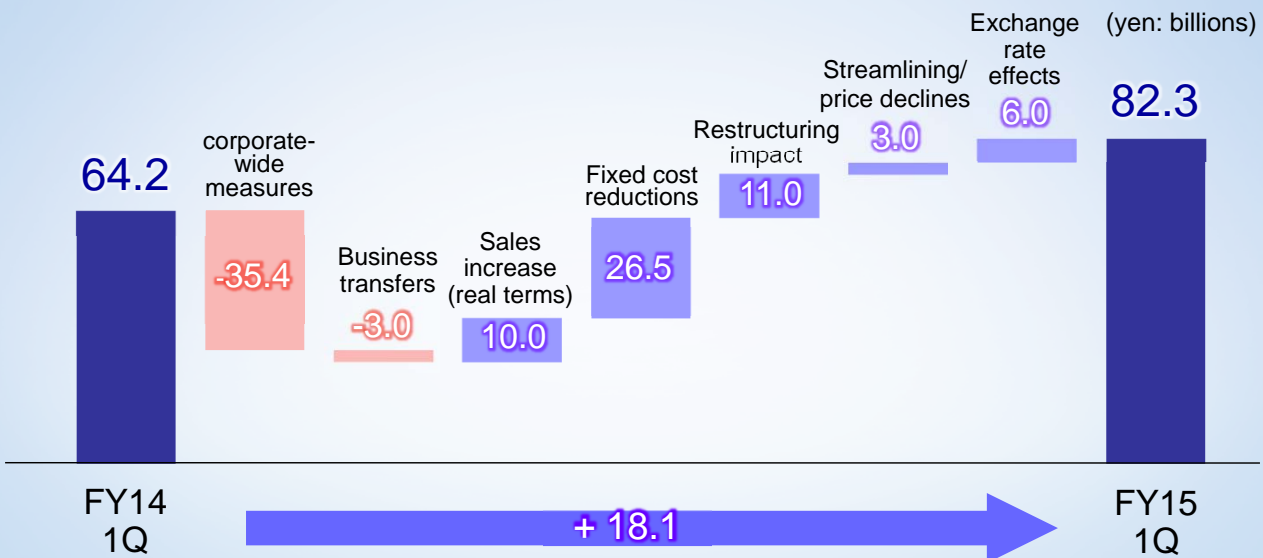 (yen: billions)
64.2
corporate-
wide
measures
-35.4
Business
transfers
-3.0
Sales
increase
(real terms)
10.0
Fixed cost
reductions
26.5
Restructuring
impact
11.0
Streamlining/
price declines
3.0
Exchange
rate
effects
6.0
82.3
FY14
1Q
+ 18.1
FY15
1Q